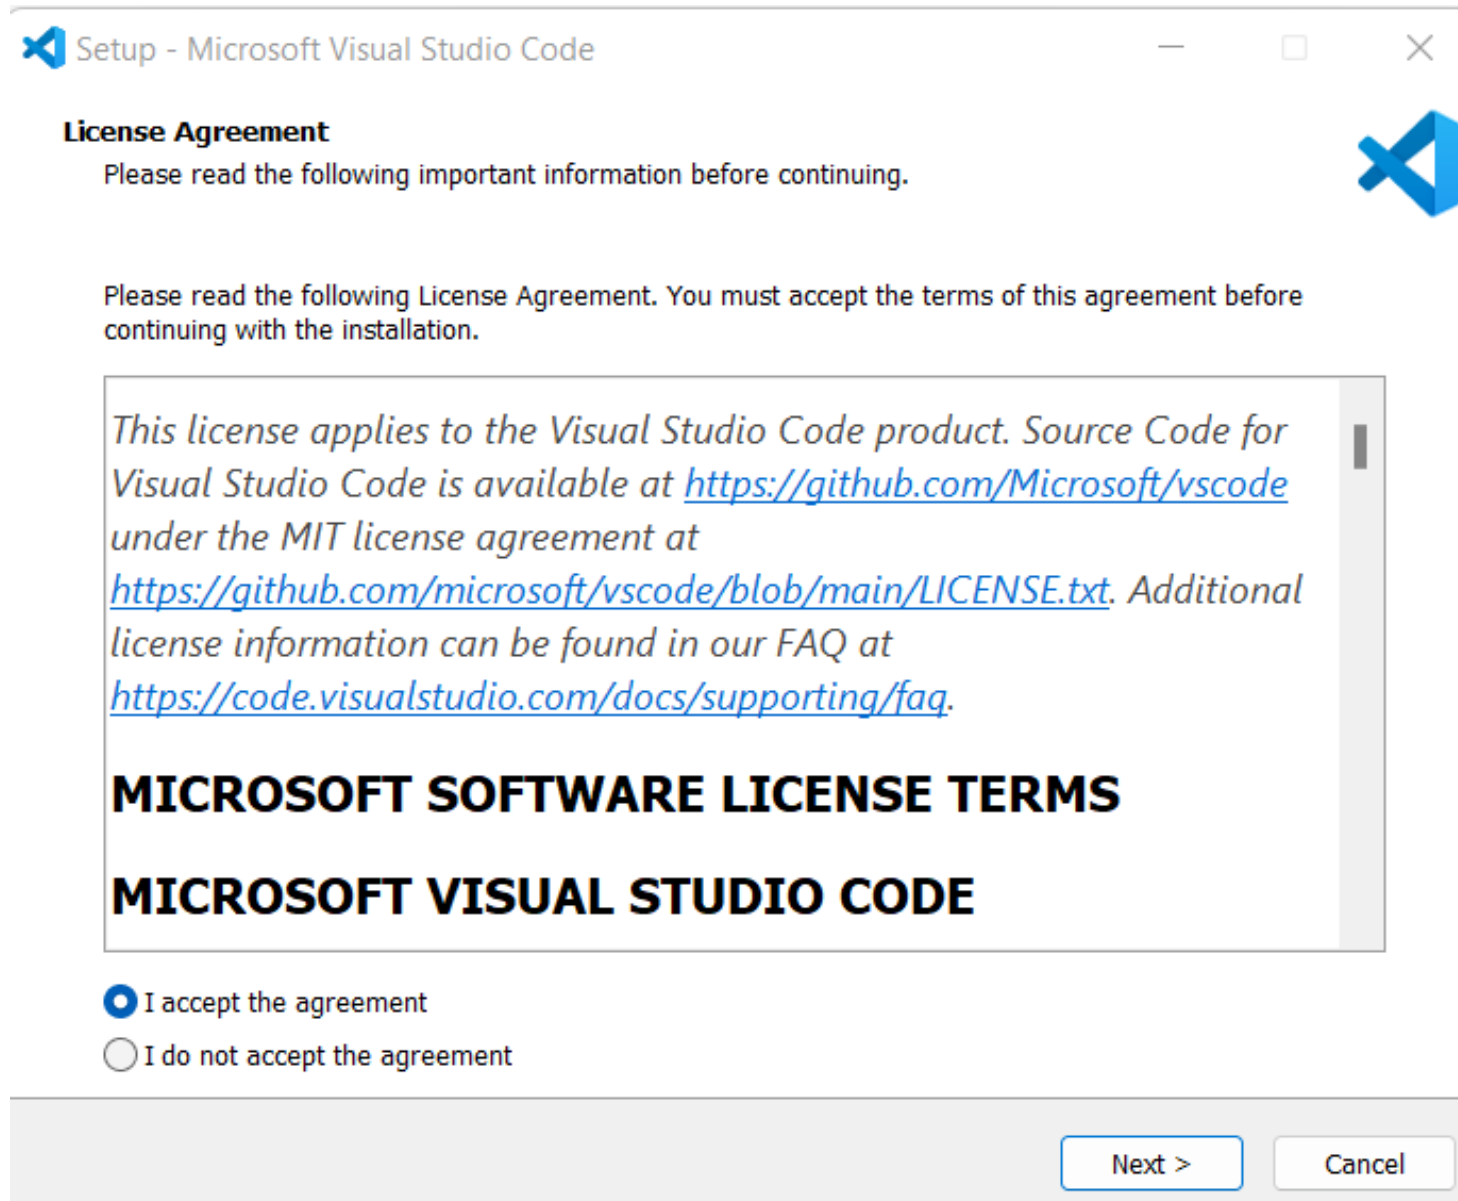 Setup - Microsoft Visual Studio Code
License Agreement
Please read the following important information before continuing.
Please read the following License Agreement. You must accept the terms of this agreement before
continuing with the installation.
This license applies to the Visual Studio Code product. Source Code for
Visual Studio Code is available at https://github.com/Microsoft/vscode
under the MIT license agreement at
https://github.com/microsoft/vscode/blob/main/LICENSE.txt. Additional
license information can be found in our FAQ at
https://code.visualstudio.com/docs/supporting/faq.
MICROSOFT SOFTWARE LICENSE TERMS
MICROSOFT VISUAL STUDIO CODE
I accept the agreement
I do not accept the agreement
Next > Cancel